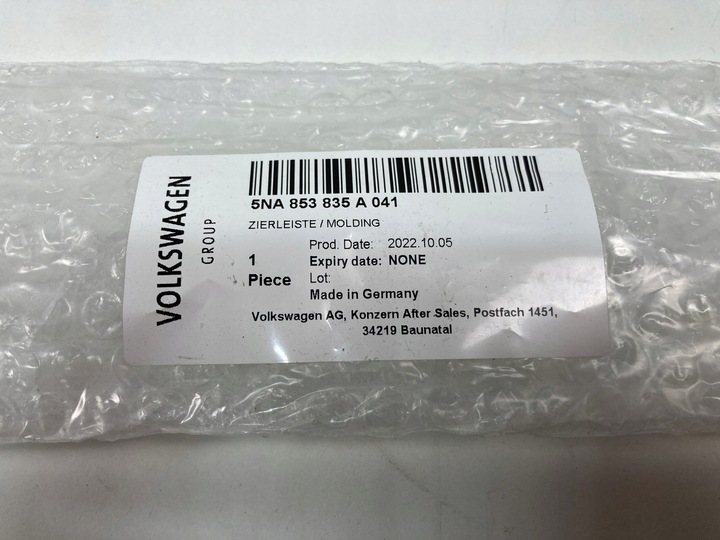 VOLKSWAGEN
GROUP
5NA 853 835 A 041
ZIERLEISTE / MOLDING
Prod. Date: 2022.10.05
1 Expiry date: NONE
Piece Lot:
Made in Germany
Volkswagen AG, Konzern After Sales, Postfach 1451,
34219 Baunatal